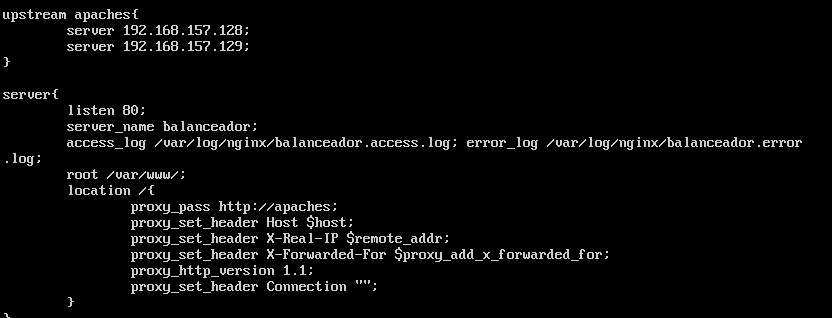 upstream apaches{
        server 192.168.157.128;
        server 192.168.157.129;
}

server{
        listen 80;
        server_name balanceador;
        access_log /var/log/nginx/balanceador.access.log; error_log /var/log/nginx/balanceador.error
.log;
        root /var/www/;
        location /{
                proxy_pass http://apaches;
                proxy_set_header Host $host;
                proxy_set_header X-Real-IP $remote_addr;
                proxy_set_header X-Forwarded-For $proxy_add_x_forwarded_for;
                proxy_http_version 1.1;
                proxy_set_header Connection "";
        }
}